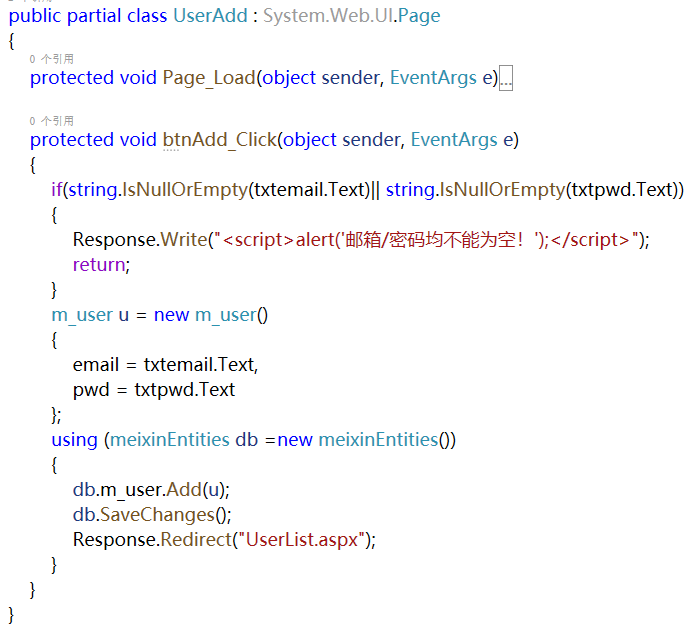 public partial class UserAdd : System.Web.UI.Page
{
0 个引用
protected void Page_Load(object sender, EventArgs e)...
0 个引用
protected void btnAdd_Click(object sender, EventArgs e)
{
if(string.IsNullOrEmpty(txtemail.Text)|| string.IsNullOrEmpty(txtpwd.Text))
{
Response.Write("<script>alert('邮箱/密码均不能为空！');</script>");
return;
}
m_user u = new m_user()
{
email = txtemail.Text,
pwd = txtpwd.Text
};
using (meixinEntities db =new meixinEntities())
{
db.m_user.Add(u);
db.SaveChanges();
Response.Redirect("UserList.aspx");
}
}
}